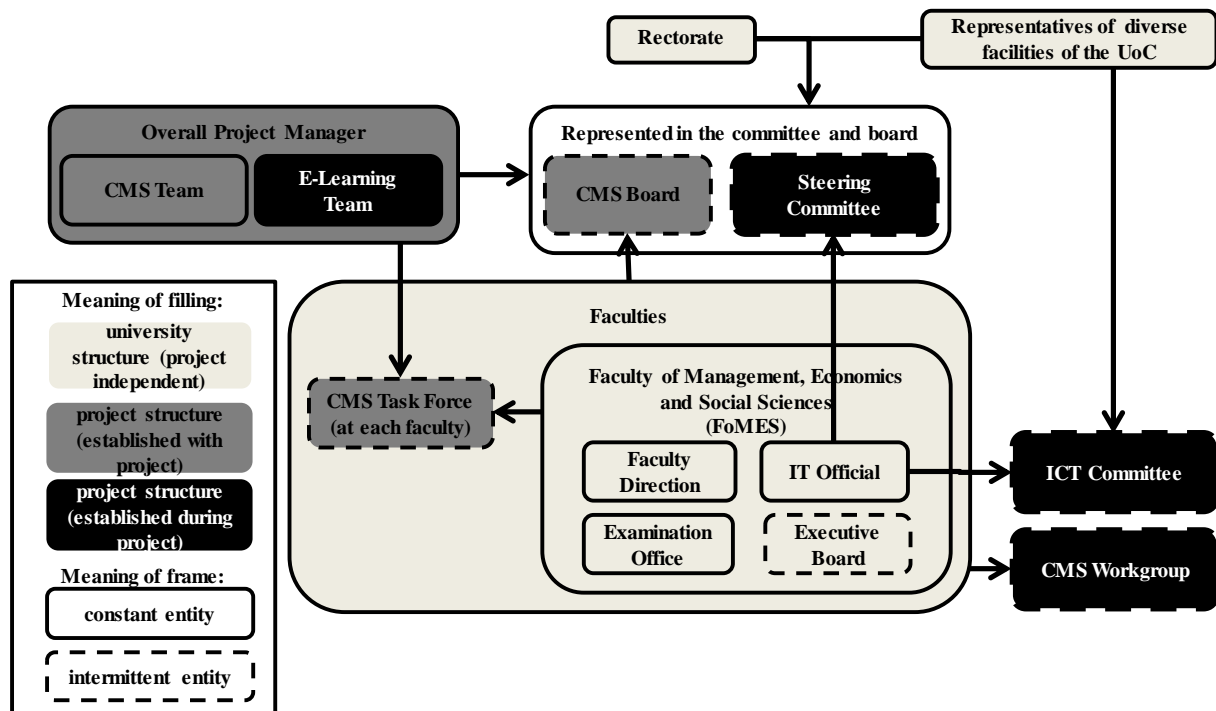 Rectorate
Representatives of diverse
facilities of the UoC
Overall Project Manager
CMS Team
E-Learning
Team
Represented in the committee and board
CMS Board
Steering
Committee
Meaning of filling:
university
structure (project
independent)
project structure
(established with
project)
project structure
(established during
project)
Meaning of frame:
constant entity
intermittent entity
Faculties
CMS Task Force
(at each faculty)
Faculty of Management, Economics
and Social Sciences
(FoMES)
Faculty
Direction
IT Official
Examination
Office
Executive
Board
ICT Committee
CMS Workgroup